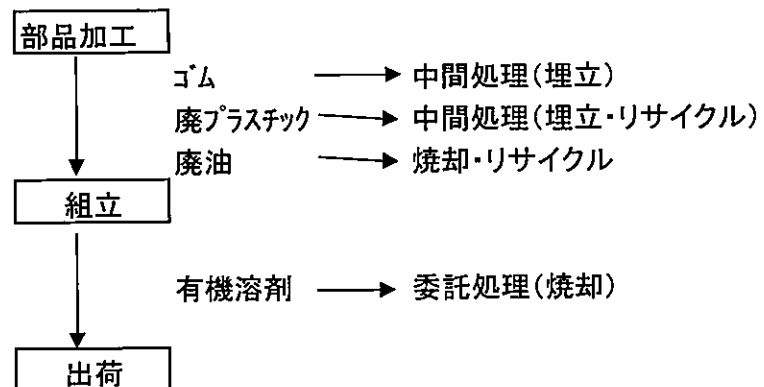 部品加工
ゴム 中間処理(埋立)
廃プラスチック 中間処理(埋立・リサイクル)
廃油 焼却・リサイクル
組立
有機溶剤 委託処理(焼却)
出荷